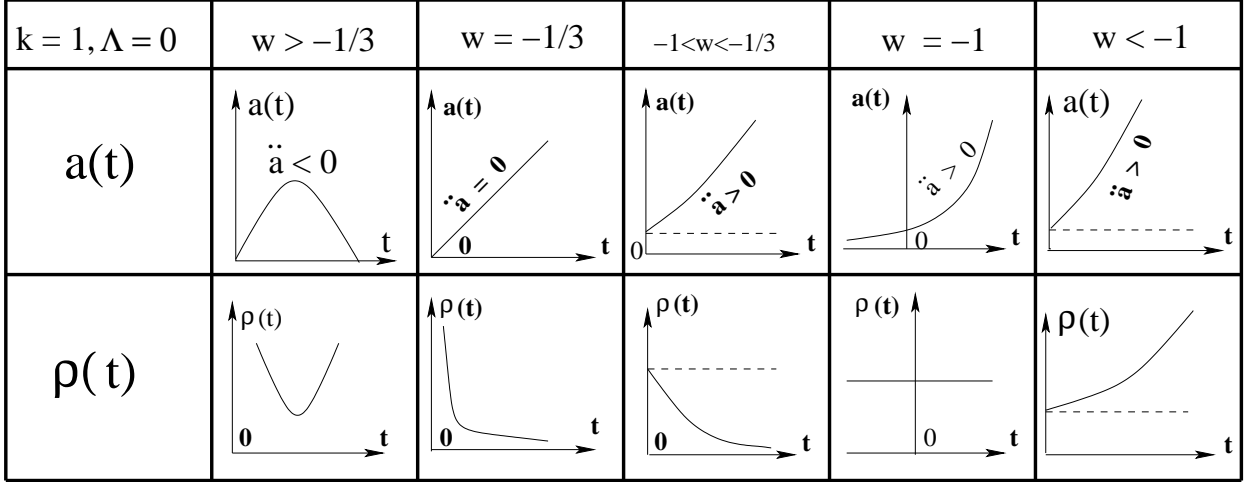 k = 1, Λ = 0
w > −1/3
w = −1/3
−1<w<−1/3
w = −1
w < −1
a(t)
a(t)
ä < 0
t
a(t)
ä = 0
0
t
a(t)
ä > 0
0
t
a(t)
ä > 0
0
t
a(t)
ä > 0
t
ρ(t)
ρ(t)
0
t
ρ(t)
0
t
ρ(t)
0
t
ρ(t)
0
t
ρ(t)
t